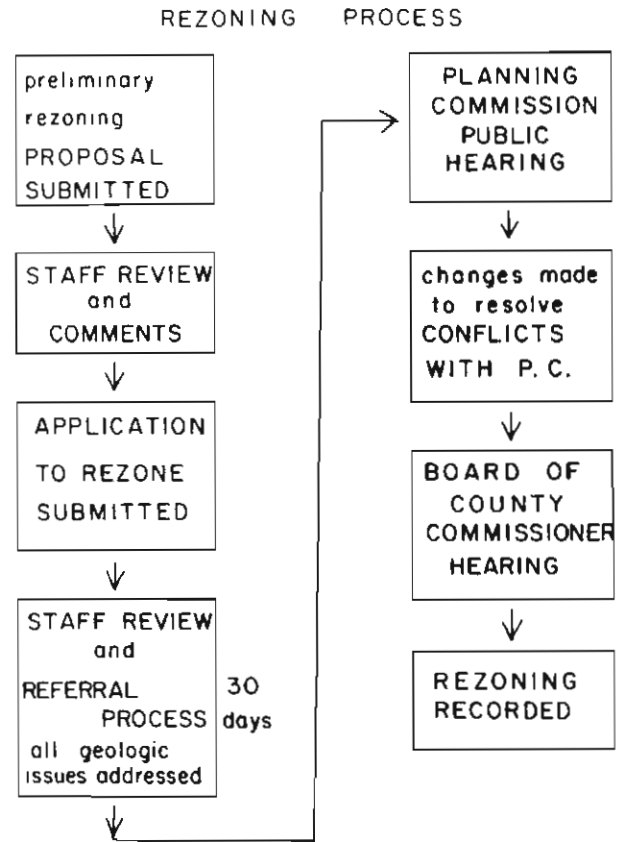 REZONING PROCESS
preliminary
rezoning
PROPOSAL
SUBMITTED
STAFF REVIEW
and
COMMENTS
APPLICATION
TO REZONE
SUBMITTED
STAFF REVIEW
and
REFERRAL
PROCESS
all geologic
issues addressed
30
days
PLANNING
COMMISSION
PUBLIC
HEARING
changes made
to resolve
CONFLICTS
WITH P. C.
BOARD OF
COUNTY
COMMISSIONER
HEARING
REZONING
RECORDED